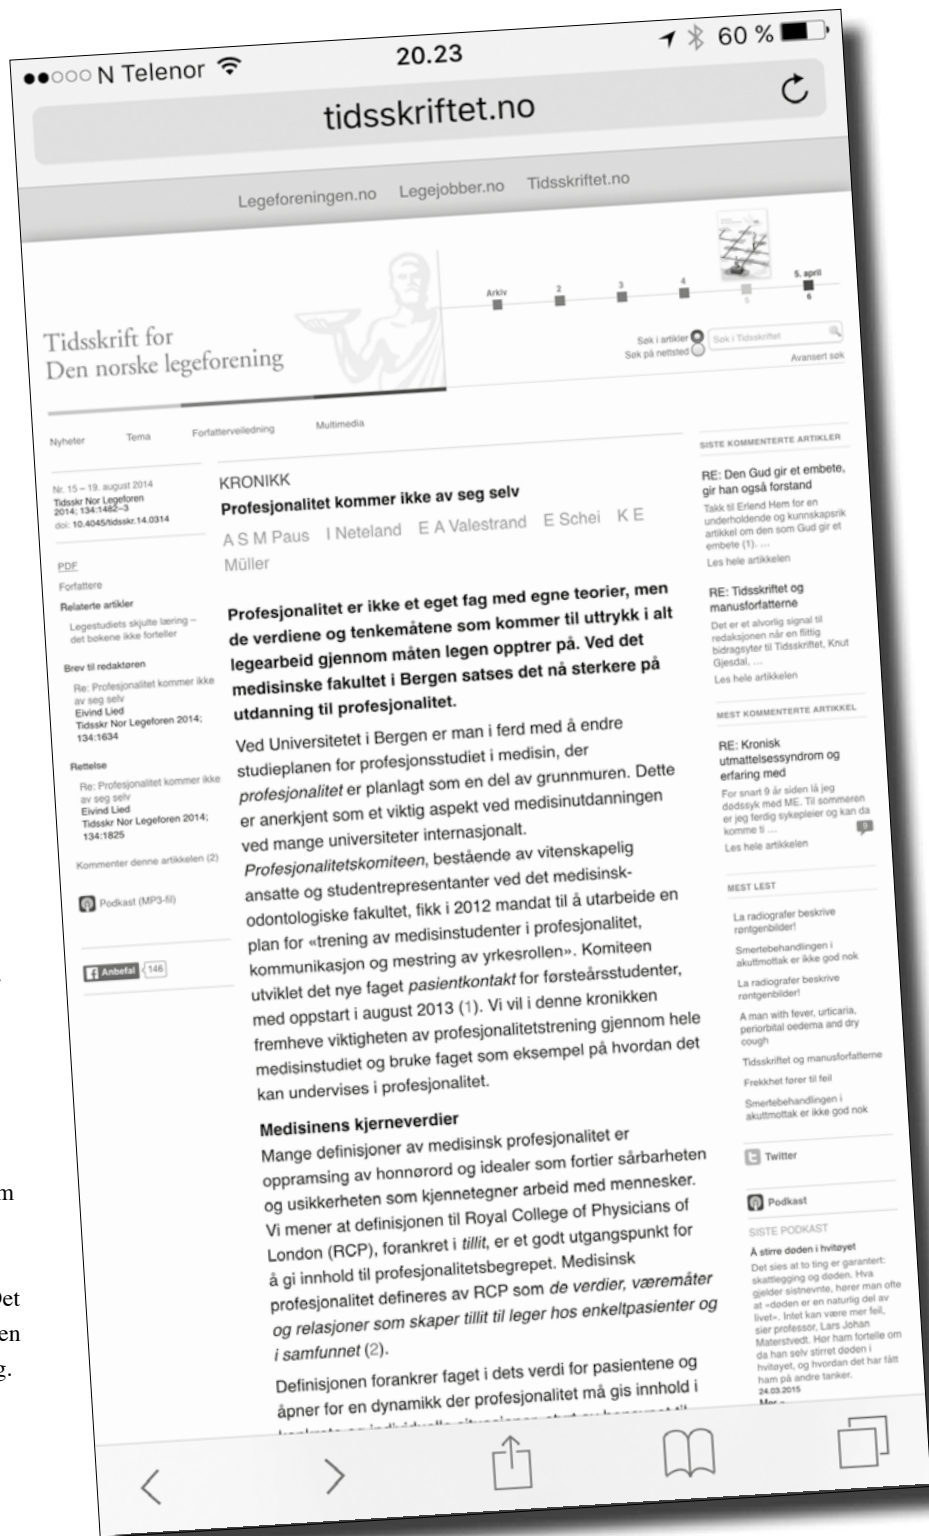 N Telenor
20.23
60 %
tidsskriftet.no
Legeforeningen.no Legejobber.no Tidsskriftet.no
Tidsskrift for
Den norske legeforening
Arkiv 2 3 4 5 5. april 6
Søk i artikler
Søk på nettsted
Søk i Tidsskriftet
Avansert søk
Nyheter Tema Forfatterveiledning Multimedia
Nr. 15 – 19. august 2014
Tidsskr Nor Legeforen
2014; 134:1482–3
doi: 10.4045/tidsskr.14.0314
PDF
Forfattere
Relaterte artikler
Legestudiets skjulte læring –
det bøkene ikke forteller
Brev til redaktøren
Re: Profesjonalitet kommer ikke
av seg selv
Eivind Lied
Tidsskr Nor Legeforen 2014;
134:1634
Rettelse
Re: Profesjonalitet kommer ikke
av seg selv
Eivind Lied
Tidsskr Nor Legeforen 2014;
134:1825
Kommenter denne artikkelen (2)
Podkast (MP3-fil)
Anbefal 146
KRONIKK
Profesjonalitet kommer ikke av seg selv
A S M Paus I Neteland E A Valestrand E Schei K E
Müller
Profesjonalitet er ikke et eget fag med egne teorier, men
de verdiene og tenkemåtene som kommer til uttrykk i alt
legearbeid gjennom måten legen opptrer på. Ved det
medisinske fakultet i Bergen satses det nå sterkere på
utdanning til profesjonalitet.
Ved Universitetet i Bergen er man i ferd med å endre
studieplanen for profesjonsstudiet i medisin, der
profesjonalitet er planlagt som en del av grunnmuren. Dette
er anerkjent som et viktig aspekt ved medisinutdanningen
ved mange universiteter internasjonalt.
Profesjonalitetskomiteen, bestående av vitenskapelig
ansatte og studentrepresentanter ved det medisinsk-
odontologiske fakultet, fikk i 2012 mandat til å utarbeide en
plan for «trening av medisinstudenter i profesjonalitet,
kommunikasjon og mestring av yrkesrollen». Komiteen
utviklet det nye faget pasientkontakt for førsteårsstudenter,
med oppstart i august 2013 (1). Vi vil i denne kronikken
fremheve viktigheten av profesjonalitetstrening gjennom hele
medisinstudiet og bruke faget som eksempel på hvordan det
kan undervises i profesjonalitet.
Medisinens kjerneverdier
Mange definisjoner av medisinsk profesjonalitet er
oppramsing av honnørord og idealer som fortier sårbarheten
og usikkerheten som kjennetegner arbeid med mennesker.
Vi mener at definisjonen til Royal College of Physicians of
London (RCP), forankret i tillit, er et godt utgangspunkt for
å gi innhold til profesjonalitetsbegrepet. Medisinsk
profesjonalitet defineres av RCP som de verdier, væremåter
og relasjoner som skaper tillit til leger hos enkeltpasienter og
i samfunnet (2).
Definisjonen forankrer faget i dets verdi for pasientene og
åpner for en dynamikk der profesjonalitet må gis innhold i
SISTE KOMMENTERTE ARTIKLER
RE: Den Gud gir et embete,
gir han også forstand
Takk til Erlend Hem for en
underholdende og kunnskapsrik
artikkel om den som Gud gir et
embete (1). ...
Les hele artikkelen
RE: Tidsskriftet og
manusforfatterne
Det er et alvorlig signal til
redaksjonen når en flittig
bidragsyter til Tidsskriftet, Knut
Gjesdal, ...
Les hele artikkelen
MEST KOMMENTERTE ARTIKKEL
RE: Kronisk
utmattelsessyndrom og
erfaring med
For snart 9 år siden lå jeg
dødssyk med ME. Til sommeren
er jeg ferdig sykepleier og kan da
komme ti ...
9
Les hele artikkelen
MEST LEST
La radiografer beskrive
røntgenbilder!
Smertebehandlingen i
akuttmottak er ikke god nok
La radiografer beskrive
røntgenbilder!
A man with fever, urticaria,
periorbital oedema and dry
cough
Tidsskriftet og manusforfatterne
Frekkhet fører til feil
Smertebehandlingen i
akuttmottak er ikke god nok
Twitter
Podkast
SISTE PODKAST
Å stirre døden i hvitøyet
Det sies at to ting er garantert:
skattlegging og døden. Hva
gjelder sistnevnte, hører man ofte
at «døden er en naturlig del av
livet». Intet kan være mer feil,
sier professor, Lars Johan
Materstvedt. Hør ham fortelle om
da han selv stirret døden i
hvitøyet, og hvordan det har fått
ham på andre tanker.
24.03.2015